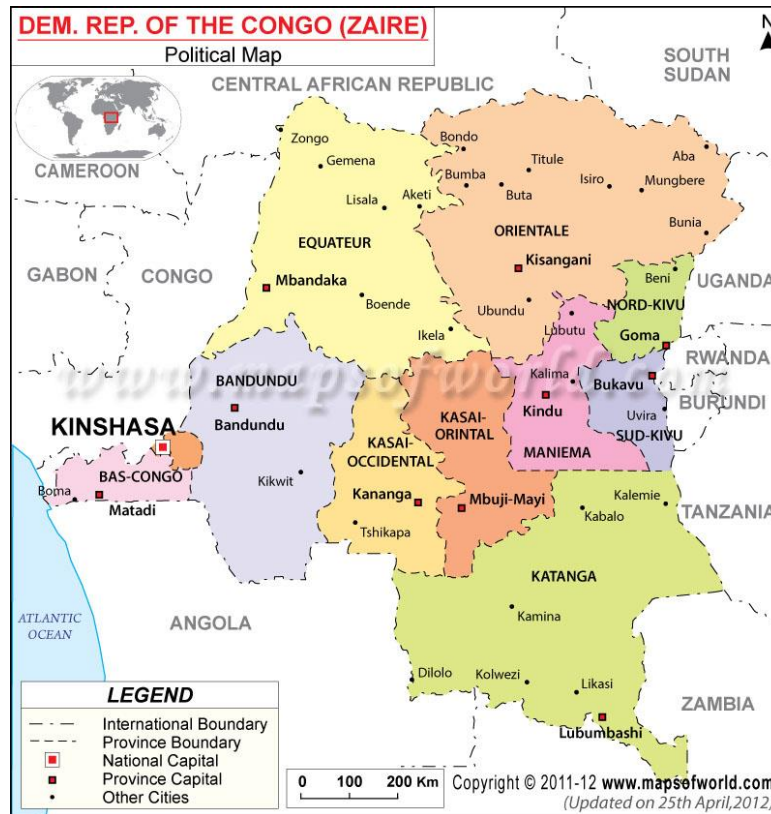 DEM. REP. OF THE CONGO (ZAIRE)
Political Map
N
SOUTH
SUDAN
CENTRAL AFRICAN REPUBLIC
CAMEROON
Zongo
Gemena
Bondo
Titule
Aba
Bumba
Buta
Isiro
Mungbere
Lisala
Aketi
Bunia
EQUATEUR
ORIENTALE
GABON
CONGO
Kisangani
Beni
UGANDA
Mbandaka
Boende
Ubundu
NORD-KIVU
Lubutu
Ikela
Goma
RWANDA
www.mapsofworld.com
BANDUNDU
Kalima
Bukavu
BURUNDI
Bandundu
KASAI-
ORINTAL
Kindu
Uvira
KINSHASA
KASAI-
OCCIDENTAL
MANIEMA
SUD-KIVU
BAS-CONGO
Kikwit
Boma
Matadi
Kananga
Mbuji-Mayi
Kalemie
Kabalo
TANZANIA
Tshikapa
KATANGA
ATLANTIC
OCEAN
ANGOLA
Kamina
Dilolo
Kolwezi
Likasi
ZAMBIA
Lubumbashi
LEGEND
International Boundary
Province Boundary
National Capital
Province Capital
Other Cities
0 100 200 Km
Copyright © 2011-12 www.mapsofworld.com
(Updated on 25th April,2012)